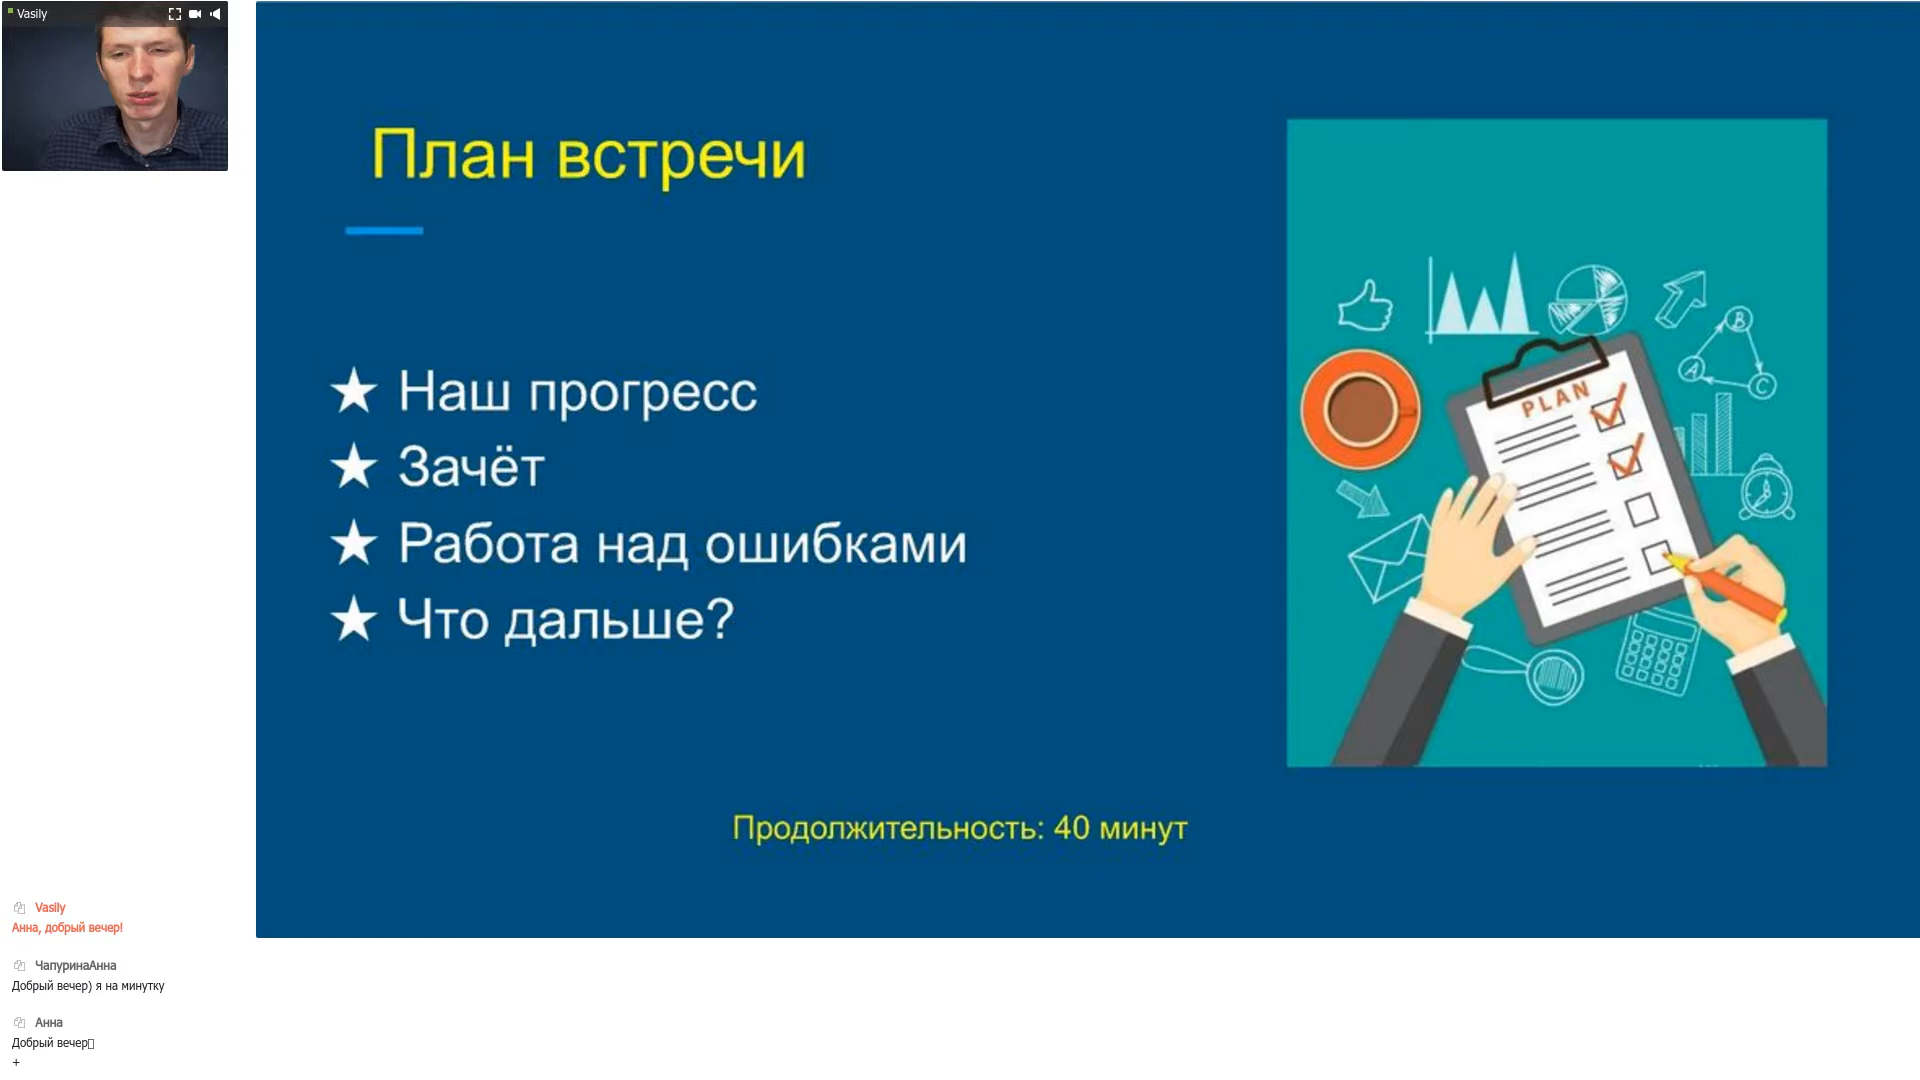 Vasily
План встречи
★ Наш прогресс
★ Зачёт
★ Работа над ошибками
★ Что дальше?
PLAN
B
A
C
Продолжительность: 40 минут
Vasily
Анна, добрый вечер!
ЧапуринаАнна
Добрый вечер) я на минутку
Анна
Добрый вечер
+